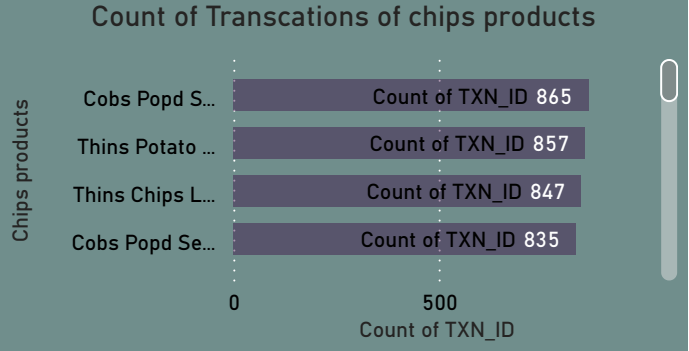 Count of Transcations of chips products
Chips products
Cobs Popd S... Count of TXN_ID 865
Thins Potato ... Count of TXN_ID 857
Thins Chips L... Count of TXN_ID 847
Cobs Popd Se... Count of TXN_ID 835
0 500
Count of TXN_ID